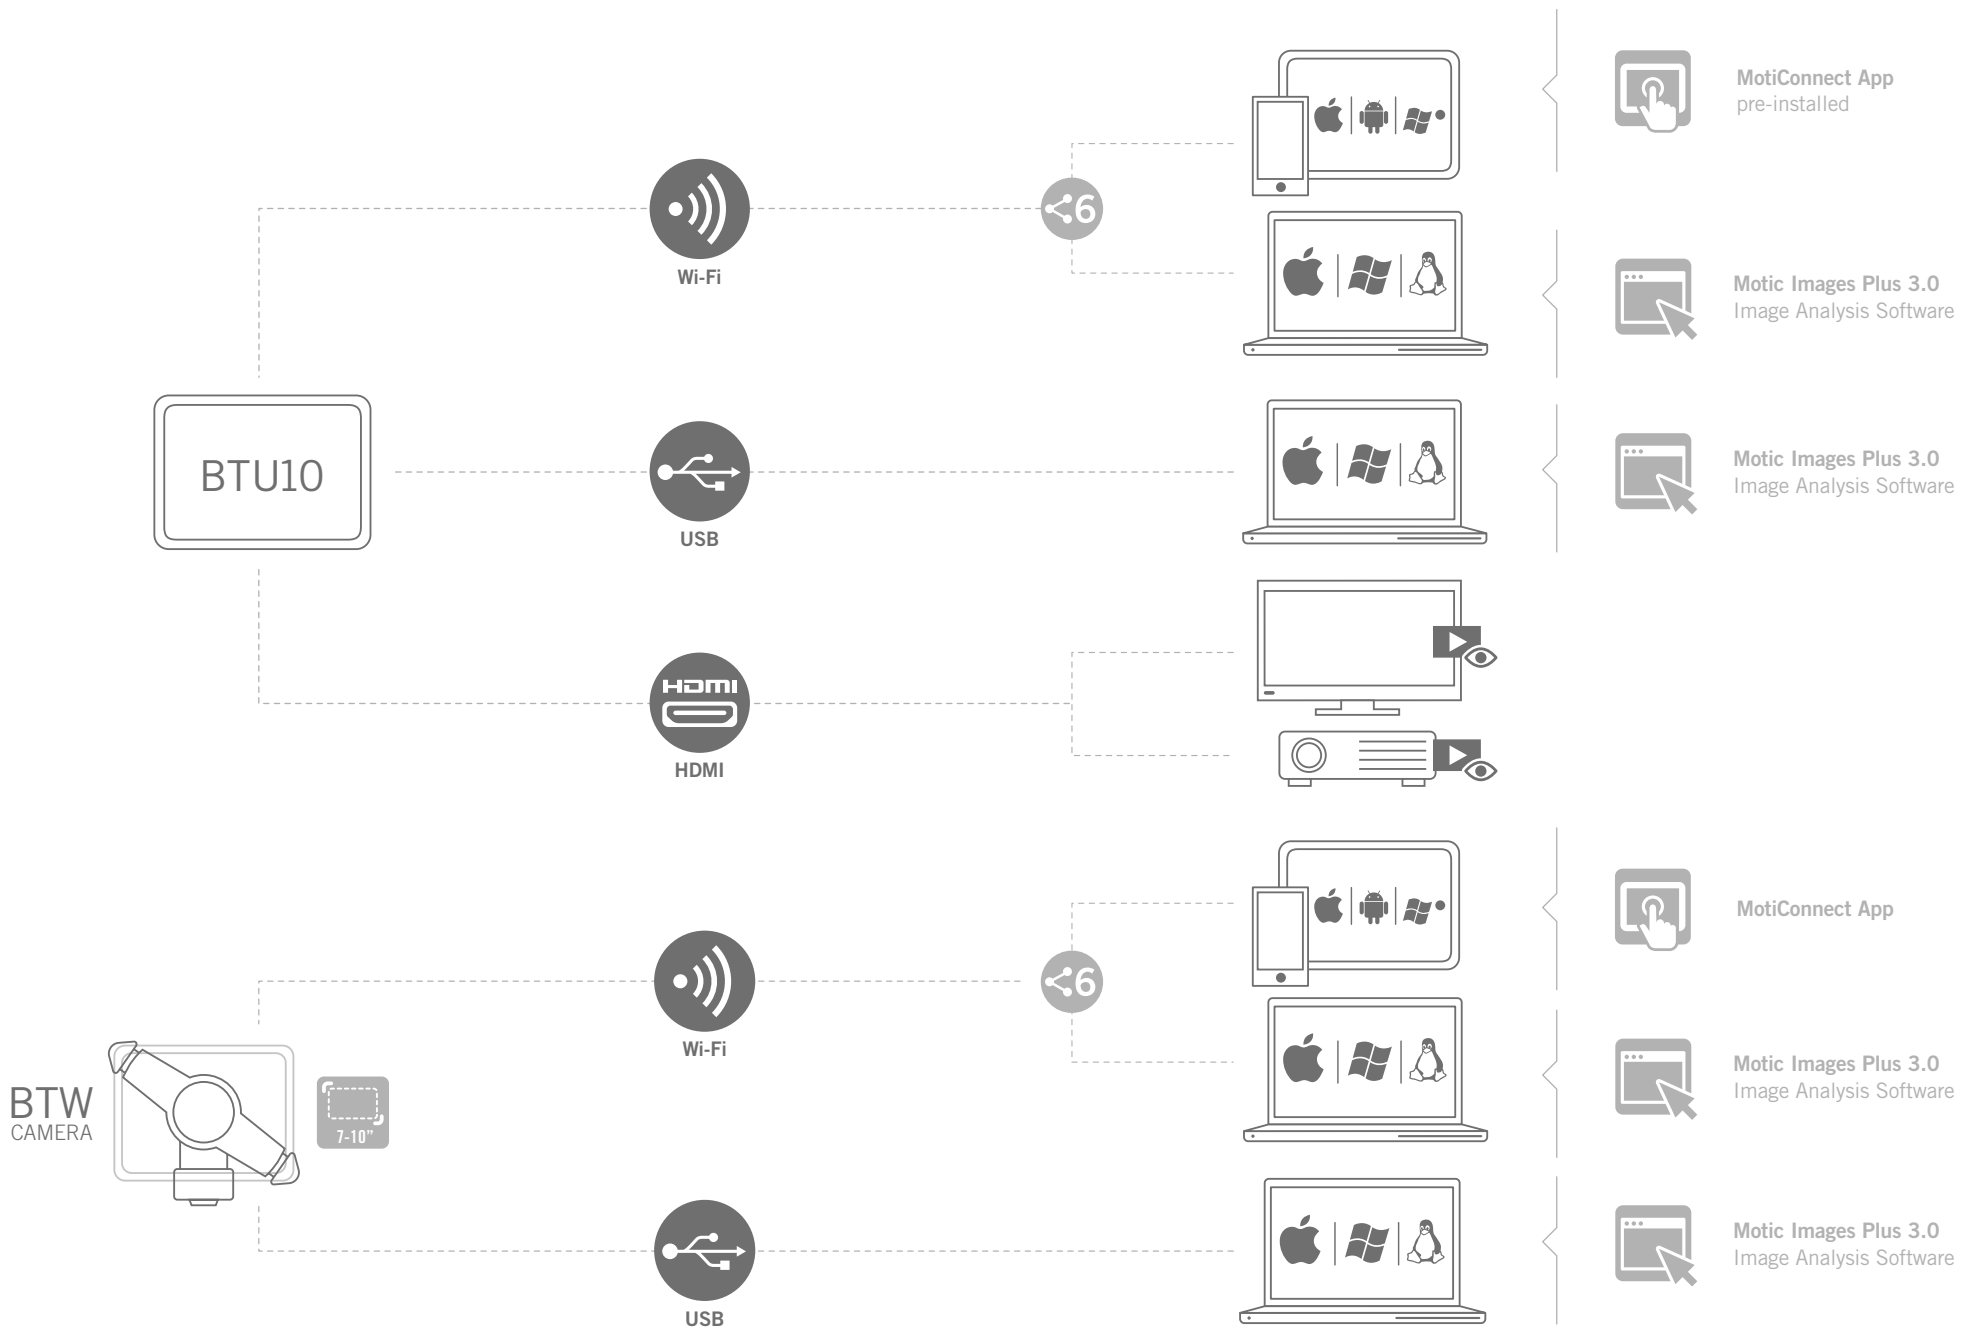 MotiConnect App
pre-installed
6
Wi-Fi
Motic Images Plus 3.0
Image Analysis Software
BTU10
USB
Motic Images Plus 3.0
Image Analysis Software
HDMI
HDMI
MotiConnect App
6
Wi-Fi
Motic Images Plus 3.0
Image Analysis Software
BTW
CAMERA
7-10"
USB
Motic Images Plus 3.0
Image Analysis Software